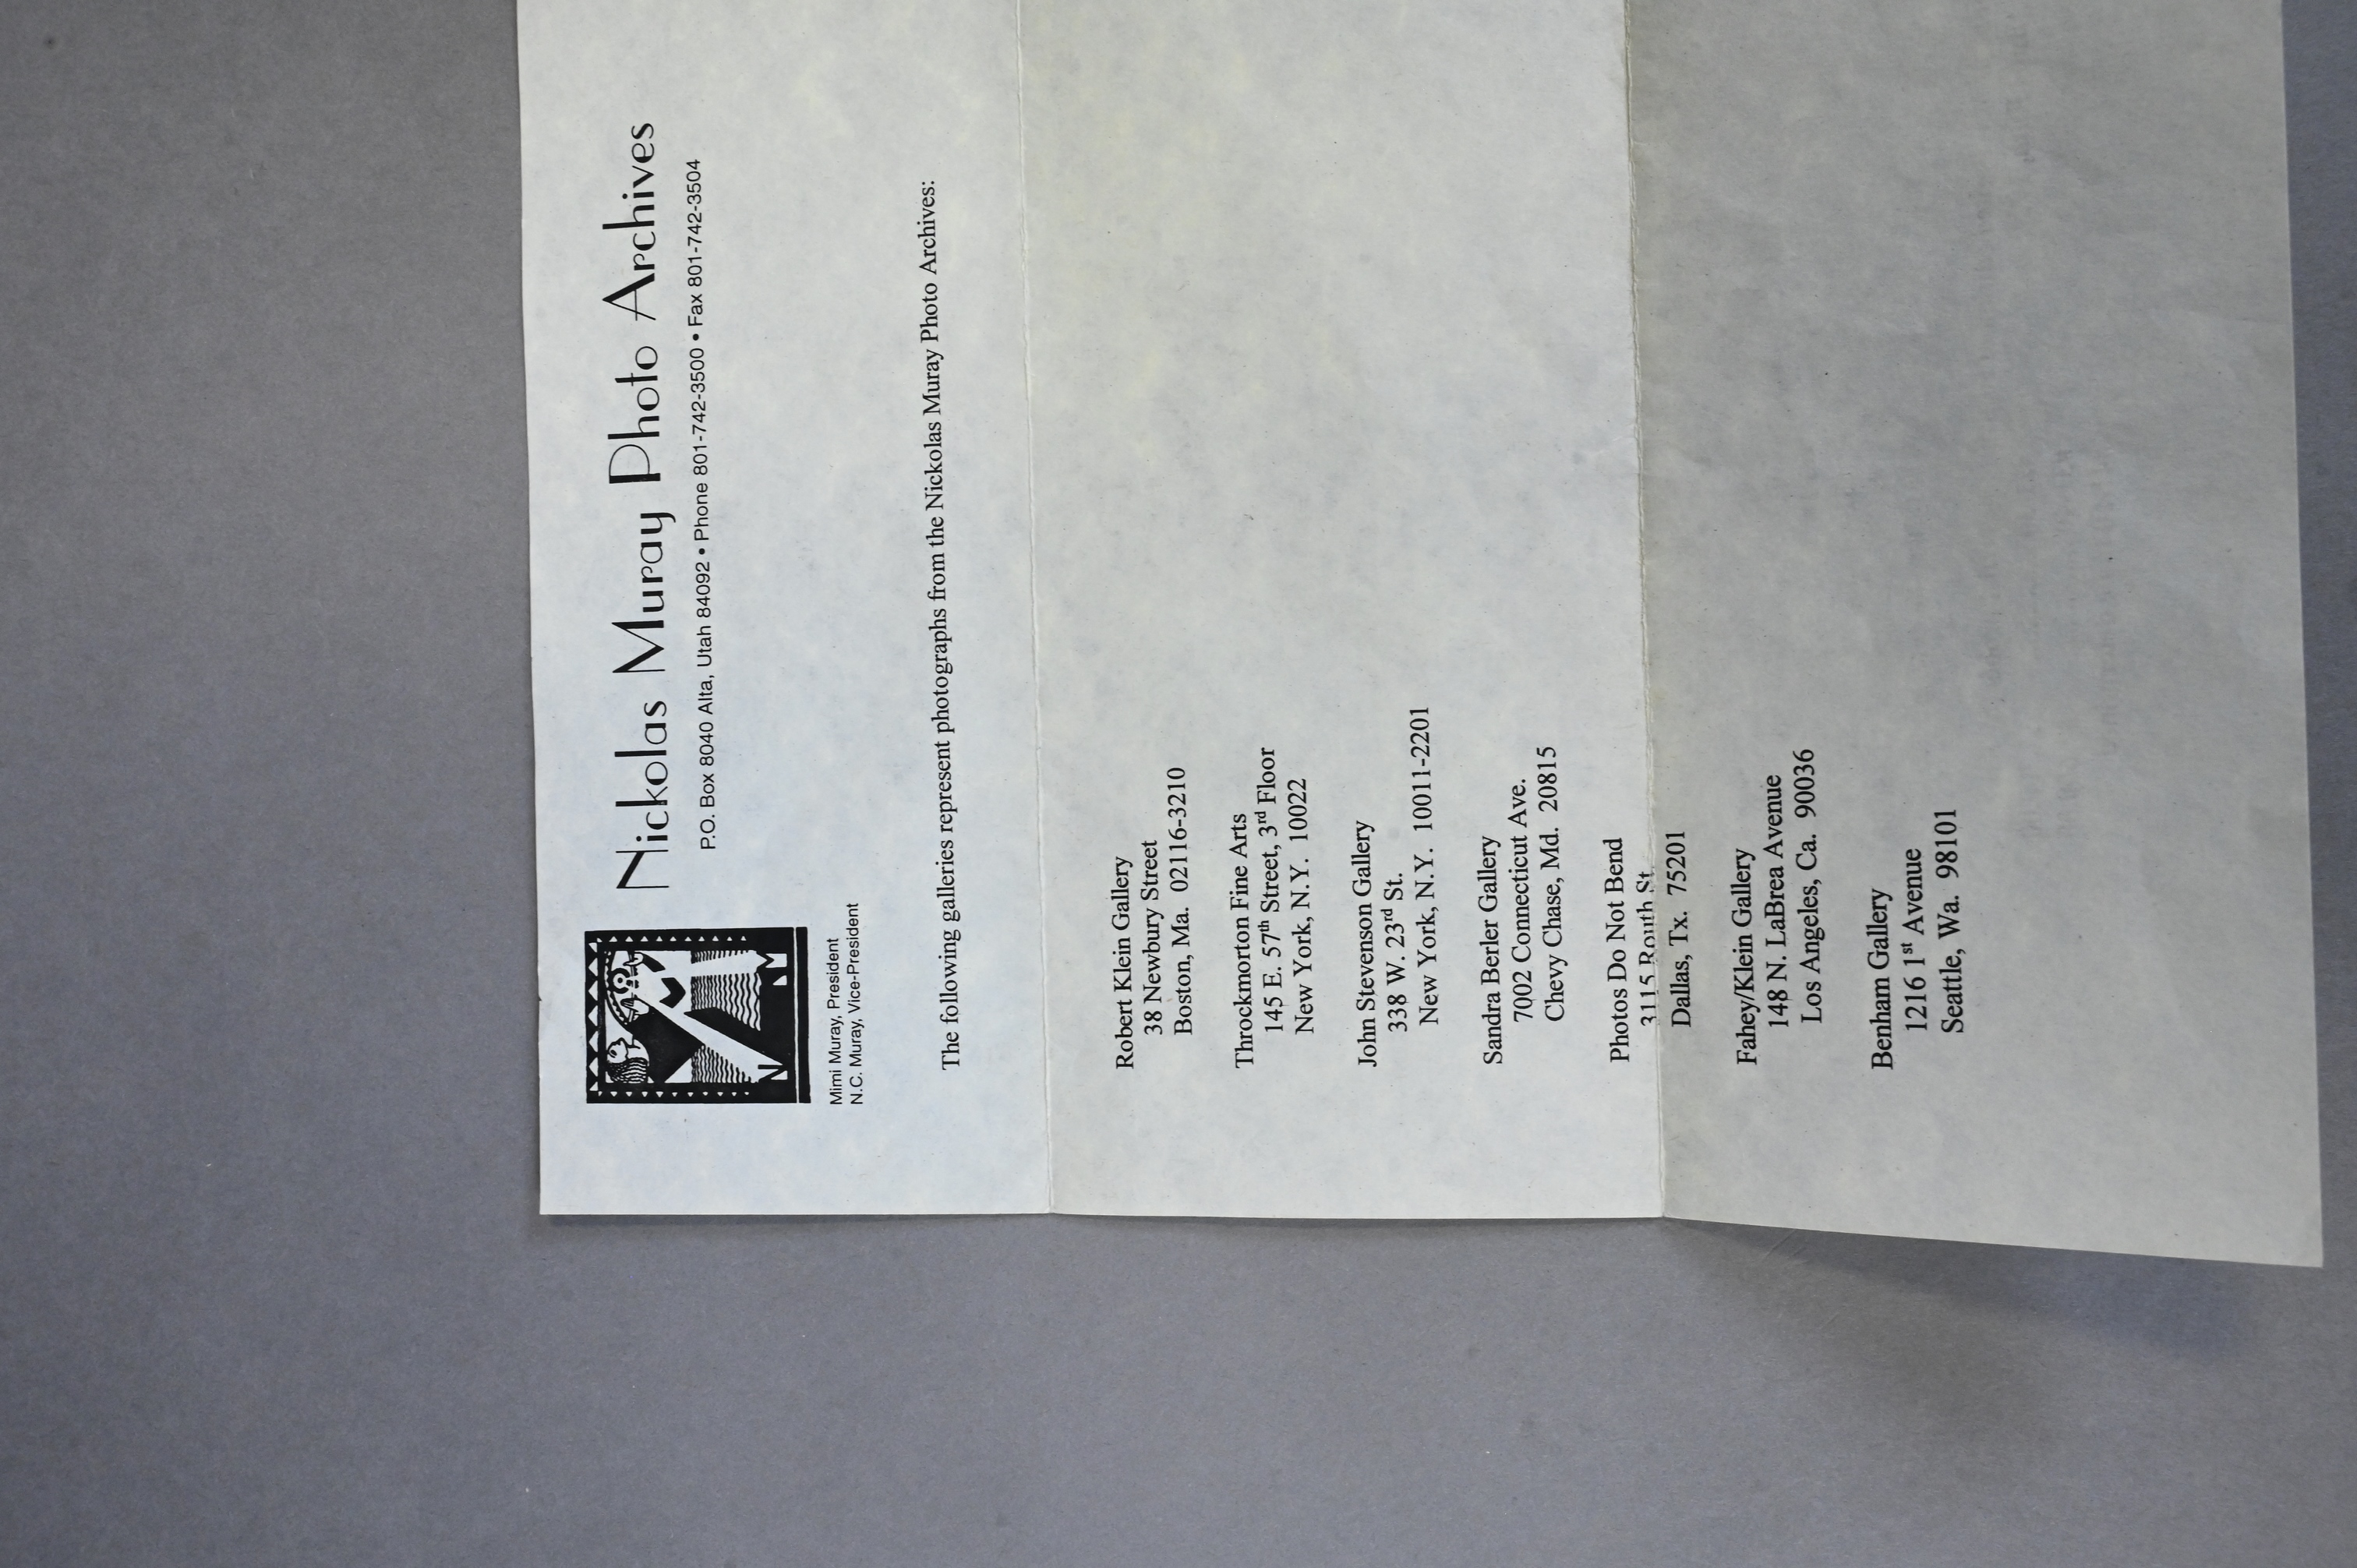 Nickolas Muray Photo Archives
P.O. Box 8040 Alta, Utah 84092 • Phone 801-742-3500 • Fax 801-742-3504
N M
Mimi Muray, President
N.C. Muray, Vice-President
The following galleries represent photographs from the Nickolas Muray Photo Archives:
Robert Klein Gallery
38 Newbury Street
Boston, Ma. 02116-3210
Throckmorton Fine Arts
145 E. 57th Street, 3rd Floor
New York, N.Y. 10022
John Stevenson Gallery
338 W. 23rd St.
New York, N.Y. 10011-2201
Sandra Berler Gallery
7002 Connecticut Ave.
Chevy Chase, Md. 20815
Photos Do Not Bend
3115 Routh St.
Dallas, Tx. 75201
Fahey/Klein Gallery
148 N. LaBrea Avenue
Los Angeles, Ca. 90036
Benham Gallery
1216 1st Avenue
Seattle, Wa. 98101